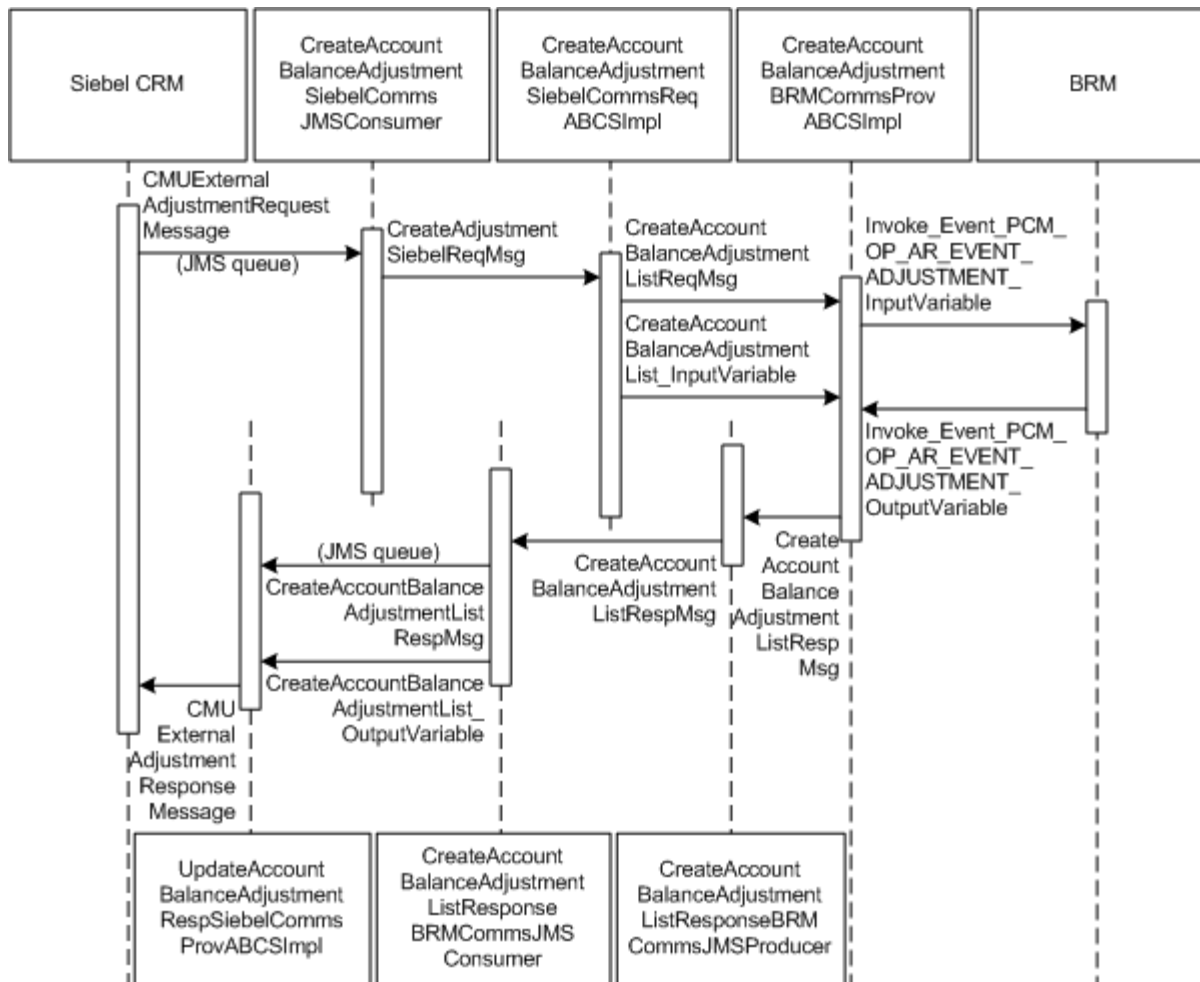 Siebel CRM
CreateAccount
BalanceAdjustment
SiebelComms
JMSConsumer
CreateAccount
BalanceAdjustment
SiebelCommsReq
ABCSImpl
CreateAccount
BalanceAdjustment
BRMCommsProv
ABCSImpl
BRM
CMUExternal
AdjustmentRequest
Message
(JMS queue)
CreateAdjustment
SiebelReqMsg
CreateAccount
BalanceAdjustment
ListReqMsg
CreateAccount
BalanceAdjustment
List_InputVariable
Invoke_Event_PCM_
OP_AR_EVENT_
ADJUSTMENT_
InputVariable
Invoke_Event_PCM_
OP_AR_EVENT_
ADJUSTMENT_
OutputVariable
Create
Account
Balance
Adjustment
ListResp
Msg
CreateAccount
BalanceAdjustment
ListRespMsg
(JMS queue)
CreateAccountBalance
AdjustmentList
RespMsg
CreateAccountBalance
AdjustmentList_
OutputVariable
CMU
External
Adjustment
Response
Message
UpdateAccount
BalanceAdjustment
RespSiebelComms
ProvABCSImpl
CreateAccount
BalanceAdjustment
ListResponse
BRMCommsJMS
Consumer
CreateAccount
BalanceAdjustment
ListResponseBRM
CommsJMSProducer